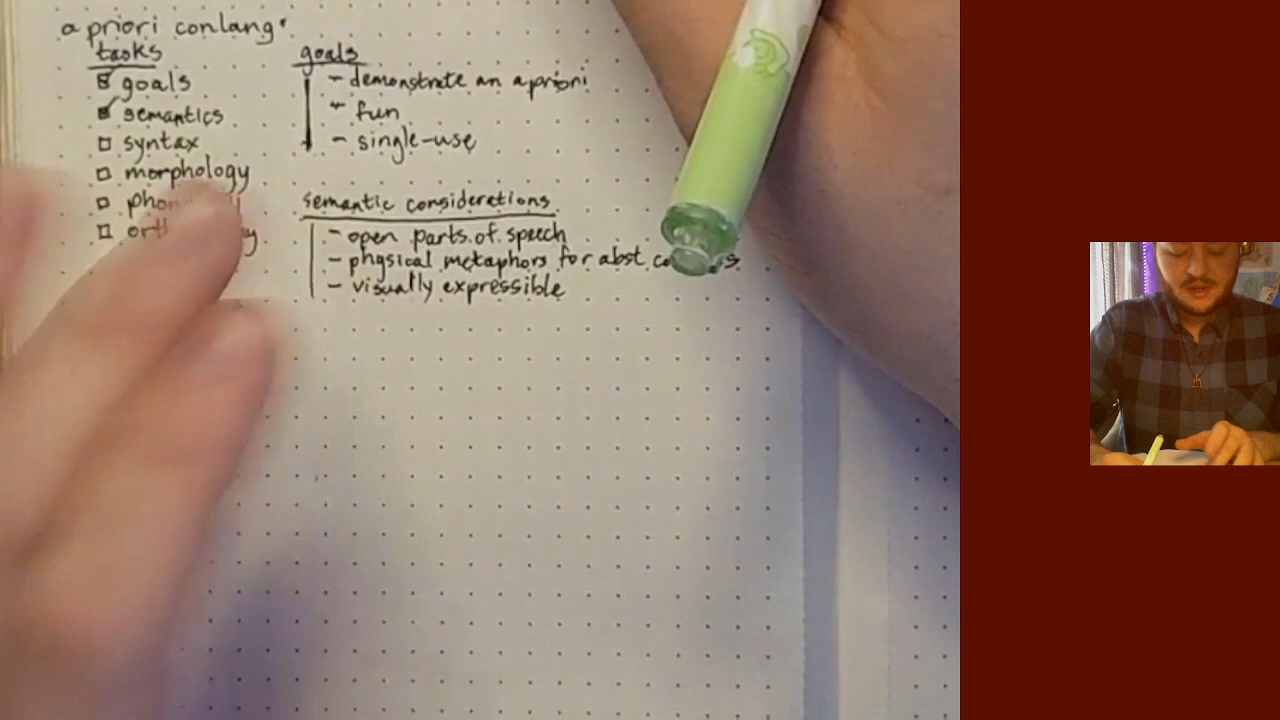 a priori conlang
tasks
goals
semantics
syntax
morphology
goals
- demonstrate an a priori
- fun
- single-use
semantic considerations
- open parts of speech
- physical metaphors for abst
- visually expressible